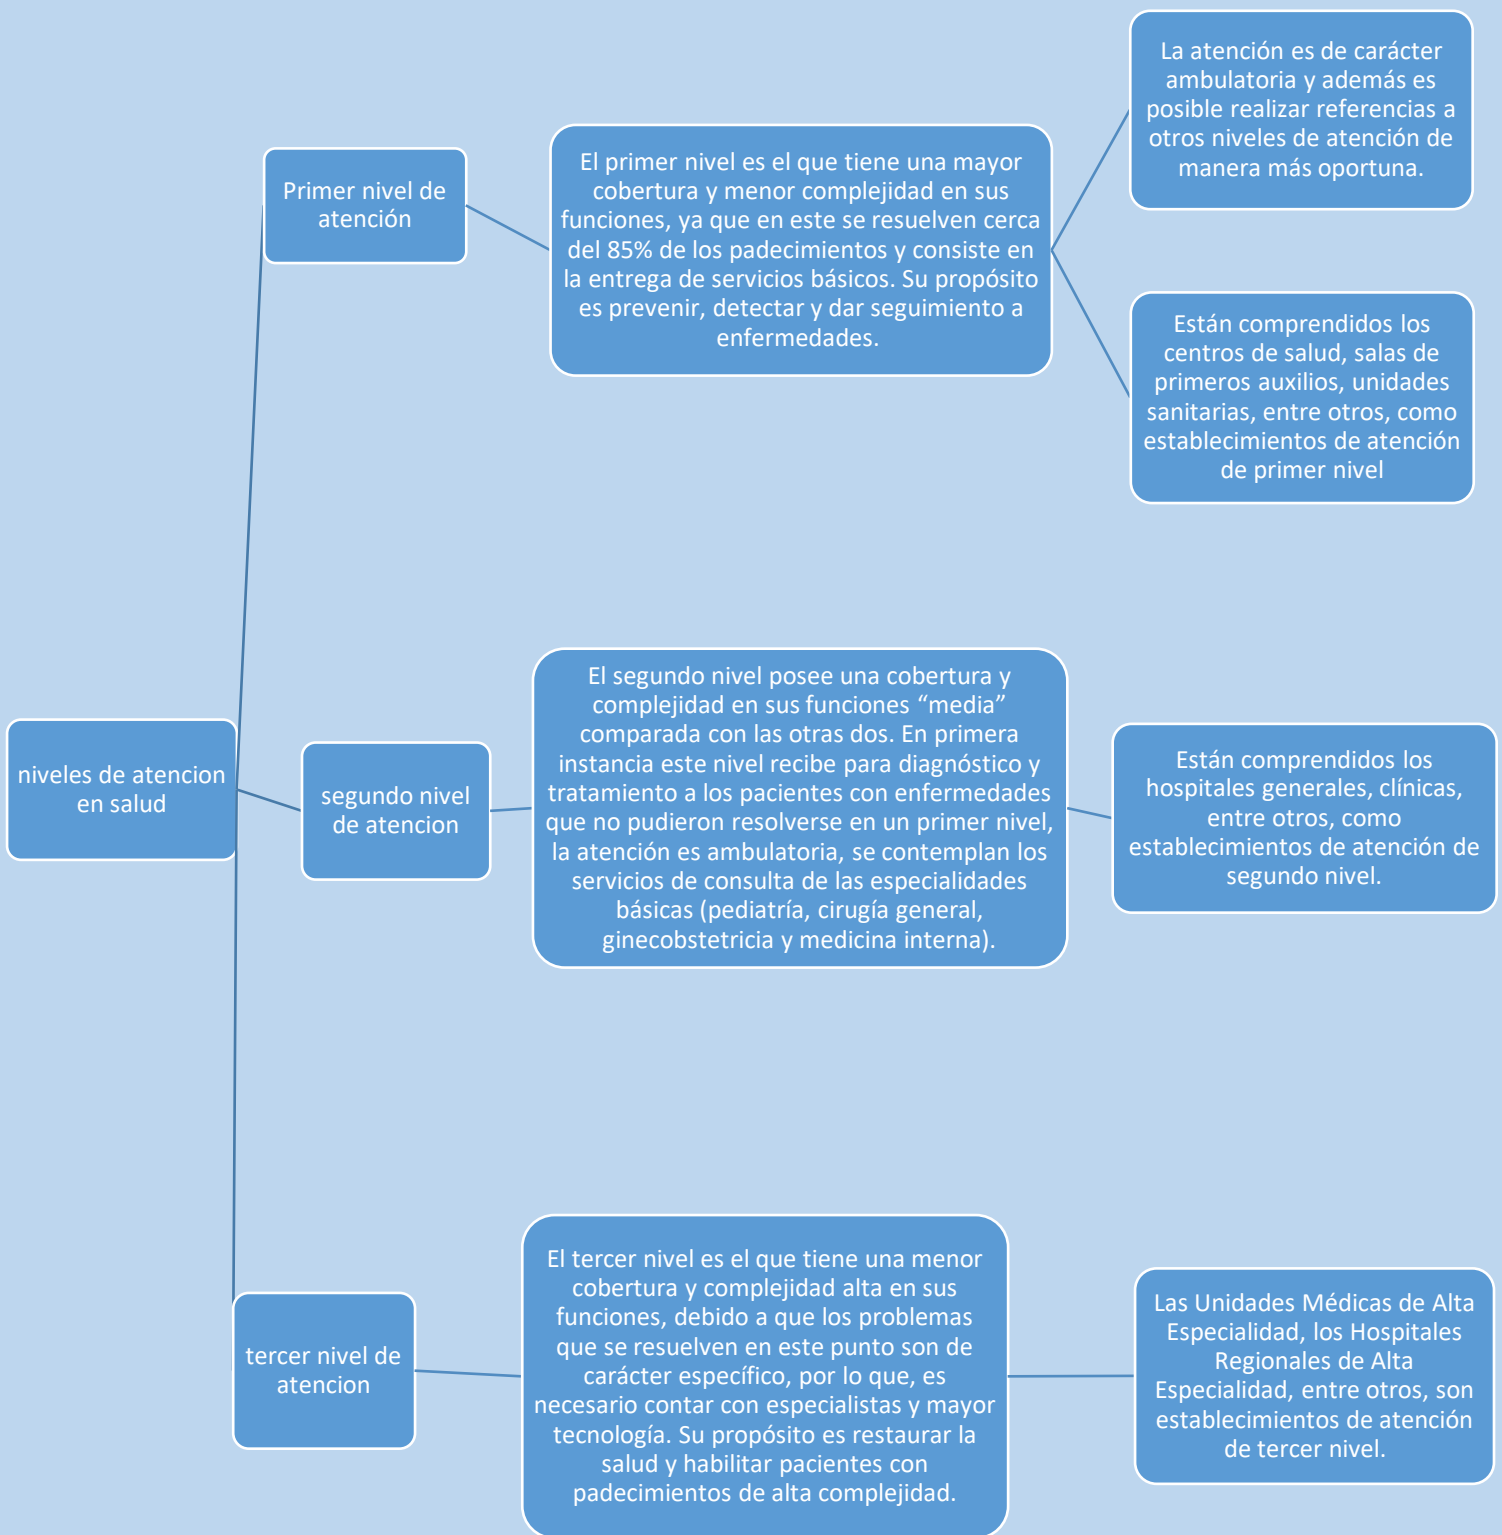 niveles de atencion
en salud
Primer nivel de
atención
El primer nivel es el que tiene una mayor
cobertura y menor complejidad en sus
funciones, ya que en este se resuelven cerca
del 85% de los padecimientos y consiste en
la entrega de servicios básicos. Su propósito
es prevenir, detectar y dar seguimiento a
enfermedades.
La atención es de carácter
ambulatoria y además es
posible realizar referencias a
otros niveles de atención de
manera más oportuna.
Están comprendidos los
centros de salud, salas de
primeros auxilios, unidades
sanitarias, entre otros, como
establecimientos de atención
de primer nivel
segundo nivel
de atencion
El segundo nivel posee una cobertura y
complejidad en sus funciones “media”
comparada con las otras dos. En primera
instancia este nivel recibe para diagnóstico y
tratamiento a los pacientes con enfermedades
que no pudieron resolverse en un primer nivel,
la atención es ambulatoria, se contemplan los
servicios de consulta de las especialidades
básicas (pediatría, cirugía general,
ginecobstetricia y medicina interna).
Están comprendidos los
hospitales generales, clínicas,
entre otros, como
establecimientos de atención de
segundo nivel.
tercer nivel de
atencion
El tercer nivel es el que tiene una menor
cobertura y complejidad alta en sus
funciones, debido a que los problemas
que se resuelven en este punto son de
carácter específico, por lo que, es
necesario contar con especialistas y mayor
tecnología. Su propósito es restaurar la
salud y habilitar pacientes con
padecimientos de alta complejidad.
Las Unidades Médicas de Alta
Especialidad, los Hospitales
Regionales de Alta
Especialidad, entre otros, son
establecimientos de atención
de tercer nivel.